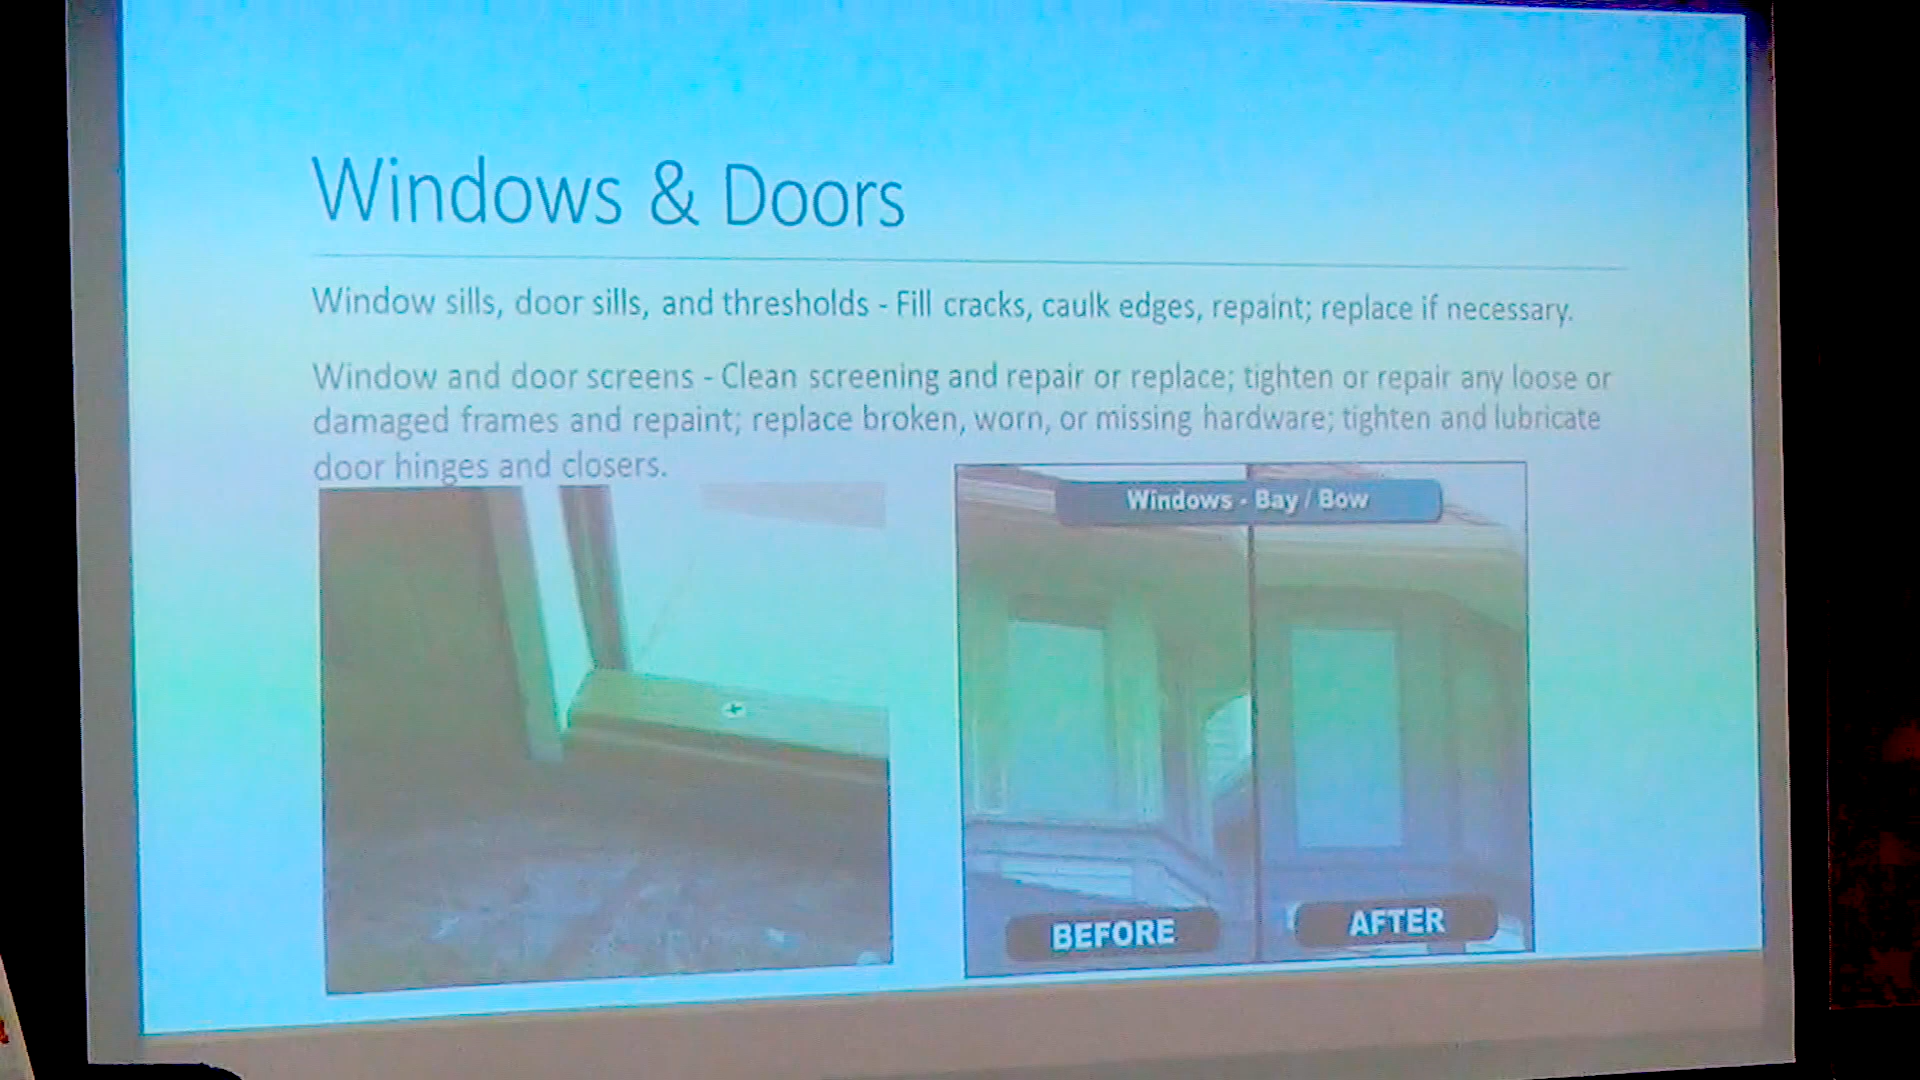 Windows & Doors
Window sills, door sills, and thresholds - Fill cracks, caulk edges, repaint; replace if necessary.
Window and door screens - Clean screening and repair or replace; tighten or repair any loose or
damaged frames and repaint; replace broken, worn, or missing hardware; tighten and lubricate
door hinges and closers.
Windows - Bay / Bow
BEFORE
AFTER